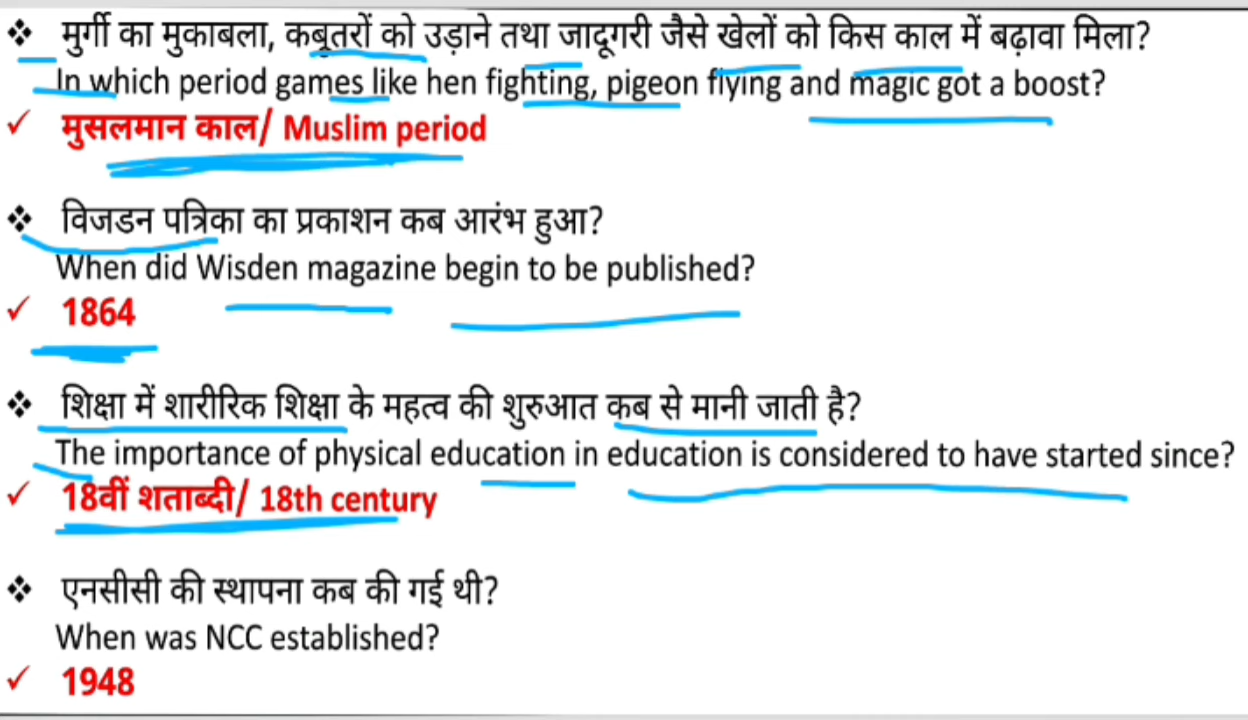 ❖ मुर्गी का मुकाबला, कबूतरों को उड़ाने तथा जादूगरी जैसे खेलों को किस काल में बढ़ावा मिला?
In which period games like hen fighting, pigeon flying and magic got a boost?
✓ मुसलमान काल/ Muslim period
❖ विजडन पत्रिका का प्रकाशन कब आरंभ हुआ?
When did Wisden magazine begin to be published?
✓ 1864
❖ शिक्षा में शारीरिक शिक्षा के महत्व की शुरुआत कब से मानी जाती है?
The importance of physical education in education is considered to have started since?
✓ 18वीं शताब्दी/ 18th century
❖ एनसीसी की स्थापना कब की गई थी?
When was NCC established?
✓ 1948